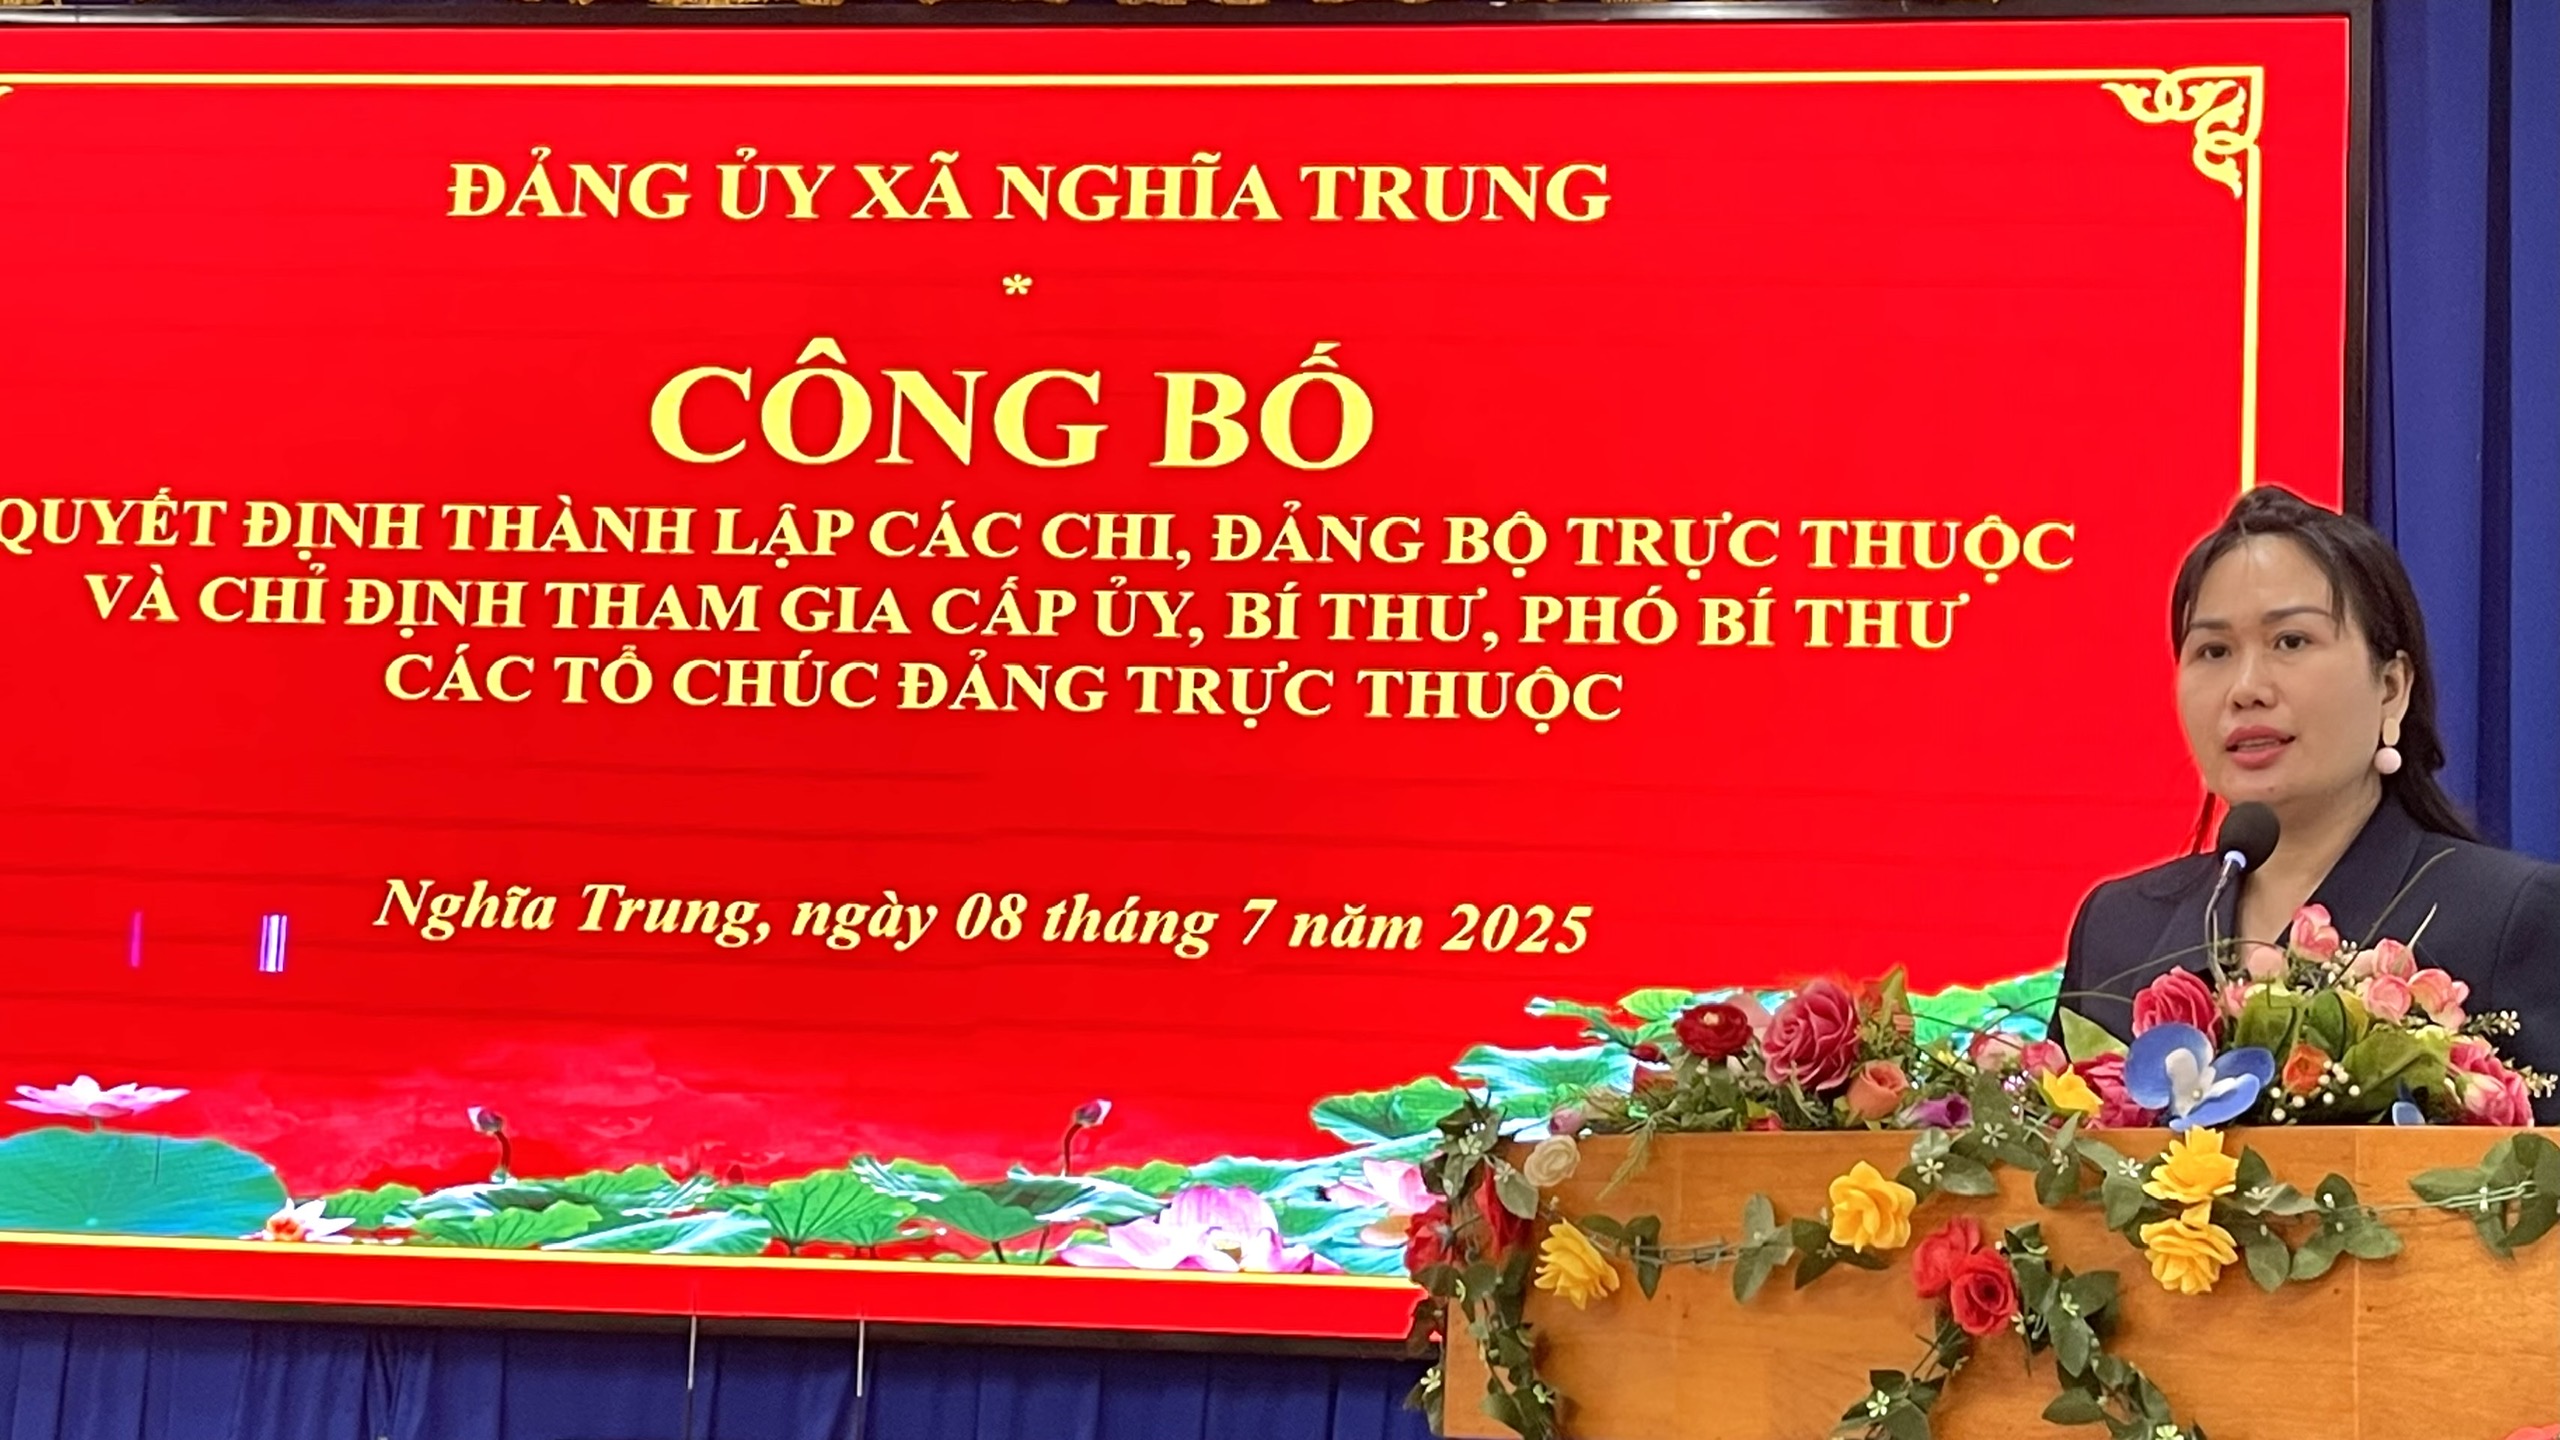 ĐẢNG ỦY XÃ NGHĨA TRUNG
*
CÔNG BỐ
QUYẾT ĐỊNH THÀNH LẬP CÁC CHI, ĐẢNG BỘ TRỰC THUỘC
VÀ CHỈ ĐỊNH THAM GIA CẤP ỦY, BÍ THƯ, PHÓ BÍ THƯ
CÁC TỔ CHÚC ĐẢNG TRỰC THUỘC
Nghĩa Trung, ngày 08 tháng 7 năm 2025